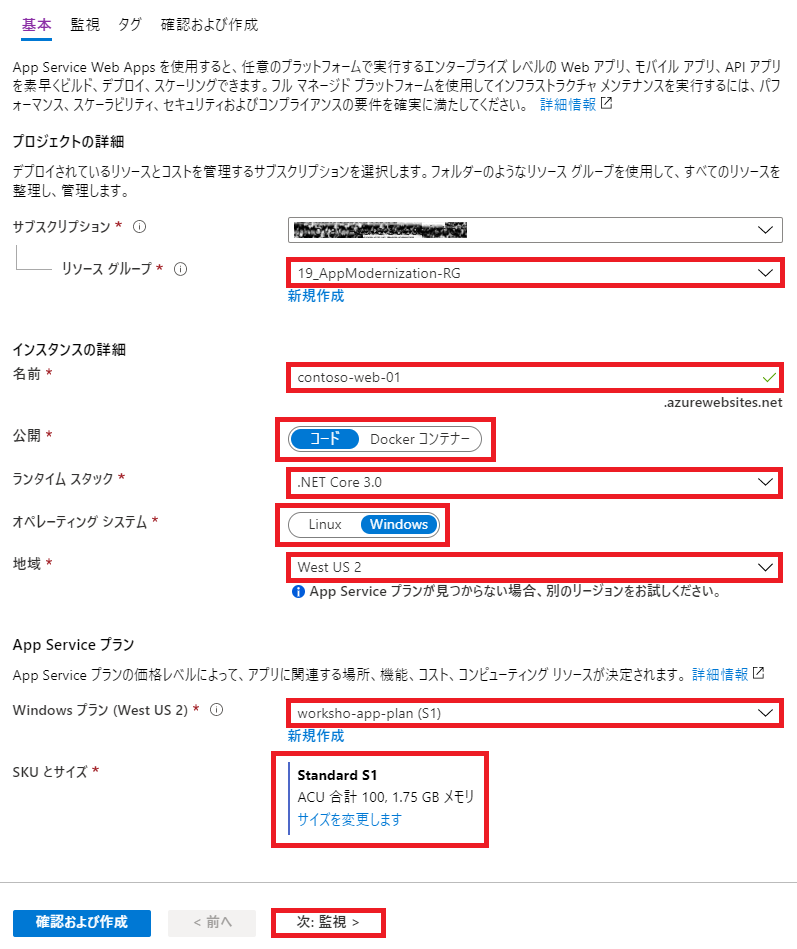 基本 監視 タグ 確認および作成
App Service Web Apps を使用すると、任意のプラットフォームで実行するエンタープライズ レベルの Web アプリ、モバイル アプリ、API アプリ
を素早くビルド、デプロイ、スケーリングできます。フル マネージド プラットフォームを使用してインフラストラクチャ メンテナンスを実行するには、パフ
ォーマンス、スケーラビリティ、セキュリティおよびコンプライアンスの要件を確実に満たしてください。 詳細情報
プロジェクトの詳細
デプロイされているリソースとコストを管理するサブスクリプションを選択します。フォルダーのようなリソース グループを使用して、すべてのリソースを
整理し、管理します。
サブスクリプション *
リソース グループ * 19_AppModernization-RG
新規作成
インスタンスの詳細
名前 * contoso-web-01
.azurewebsites.net
公開 * コード Docker コンテナー
ランタイム スタック * .NET Core 3.0
オペレーティング システム * Linux Windows
地域 * West US 2
App Service プランが見つからない場合、別のリージョンをお試しください。
App Service プラン
App Service プランの価格レベルによって、アプリに関連する場所、機能、コスト、コンピューティング リソースが決定されます。 詳細情報
Windows プラン (West US 2) * worksho-app-plan (S1)
新規作成
SKU とサイズ * Standard S1
ACU 合計 100, 1.75 GB メモリ
サイズを変更します
確認および作成 < 前へ 次: 監視 >